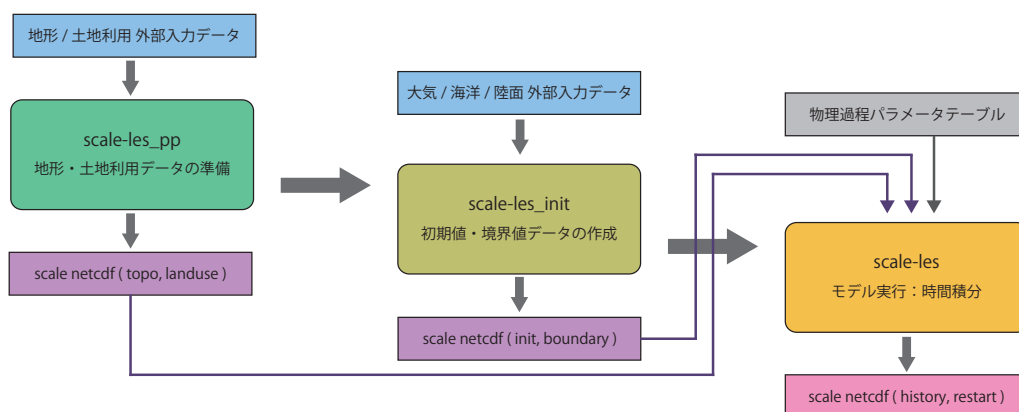 地形 / 土地利用 外部入力データ
scale-les_pp
地形・土地利用データの準備
scale netcdf ( topo, landuse )
大気 / 海洋 / 陸面 外部入力データ
scale-les_init
初期値・境界値データの作成
scale netcdf ( init, boundary )
物理過程パラメータテーブル
scale-les
モデル実行：時間積分
scale netcdf ( history, restart )